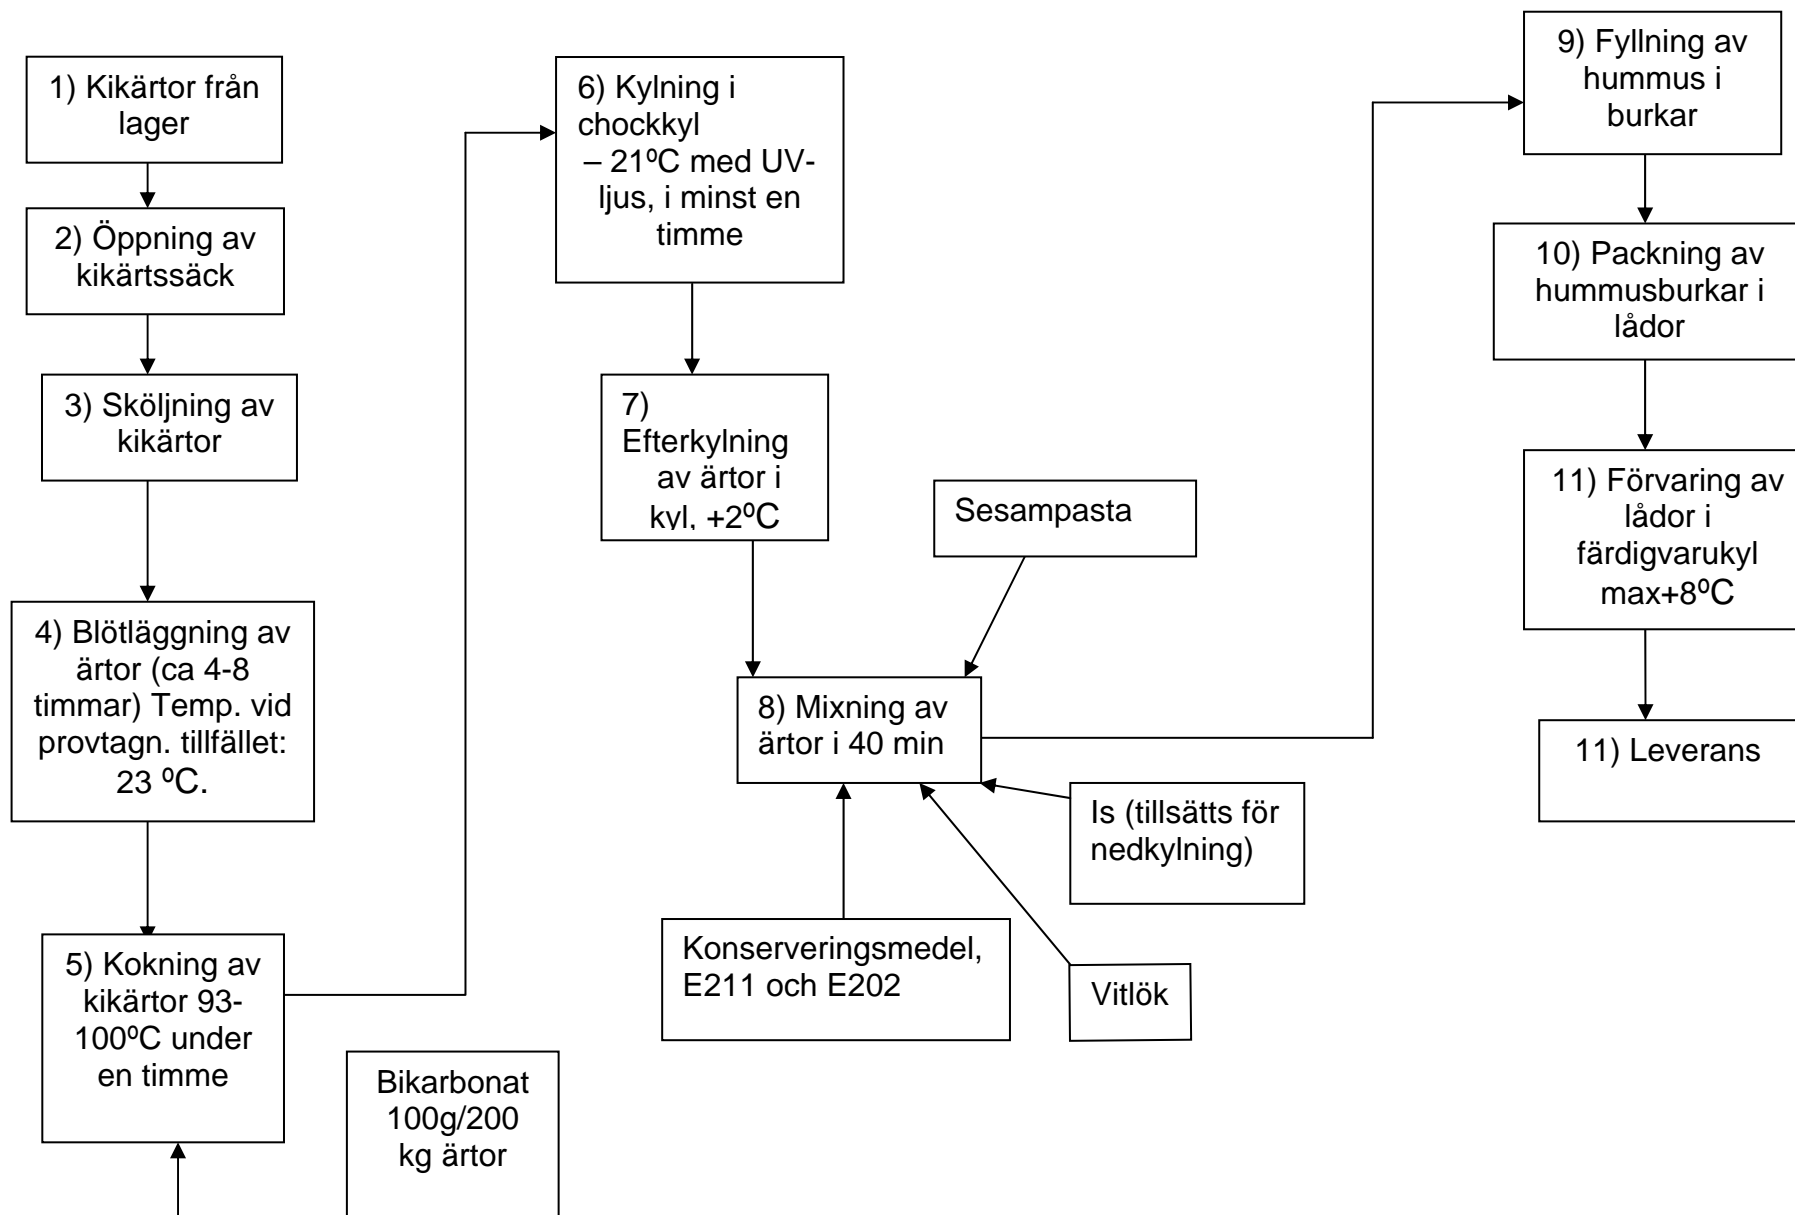 1) Kikärtor från
lager
2) Öppning av
kikärtssäck
3) Sköljning av
kikärtor
4) Blötläggning av
ärtor (ca 4-8
timmar) Temp. vid
provtagn. tillfället:
23 ºC.
5) Kokning av
kikärtor 93-
100ºC under
en timme
Bikarbonat
100g/200
kg ärtor
6) Kylning i
chockkyl
– 21ºC med UV-
ljus, i minst en
timme
7)
Efterkylning
av ärtor i
kyl, +2ºC
Sesampasta
8) Mixning av
ärtor i 40 min
Is (tillsätts för
nedkylning)
Konserveringsmedel,
E211 och E202
Vitlök
9) Fyllning av
hummus i
burkar
10) Packning av
hummusburkar i
lådor
11) Förvaring av
lådor i
färdigvarukyl
max+8ºC
11) Leverans